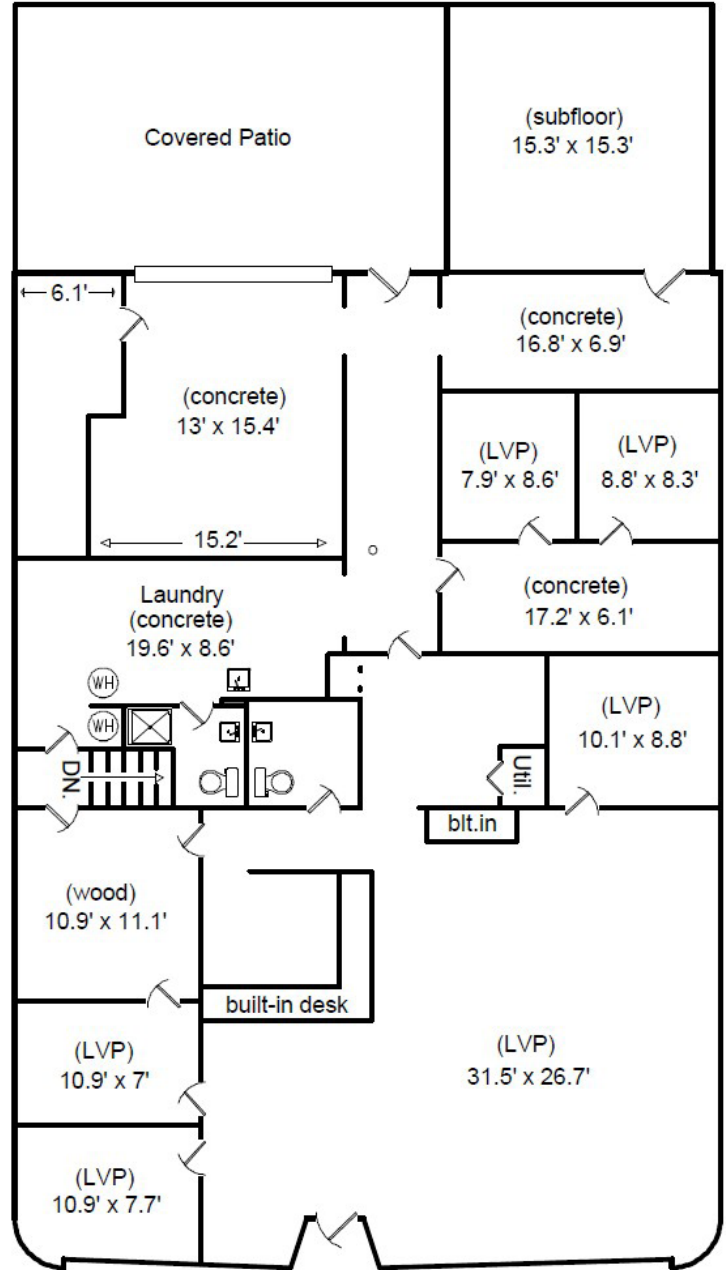 Covered Patio
(subfloor)
15.3' x 15.3'
6.1'
(concrete)
16.8' x 6.9'
(concrete)
13' x 15.4'
(LVP)
7.9' x 8.6'
(LVP)
8.8' x 8.3'
15.2'
Laundry
(concrete)
19.6' x 8.6'
(concrete)
17.2' x 6.1'
WH
WH
(LVP)
10.1' x 8.8'
DN.
Util.
blt.in
(wood)
10.9' x 11.1'
built-in desk
(LVP)
10.9' x 7'
(LVP)
31.5' x 26.7'
(LVP)
10.9' x 7.7'